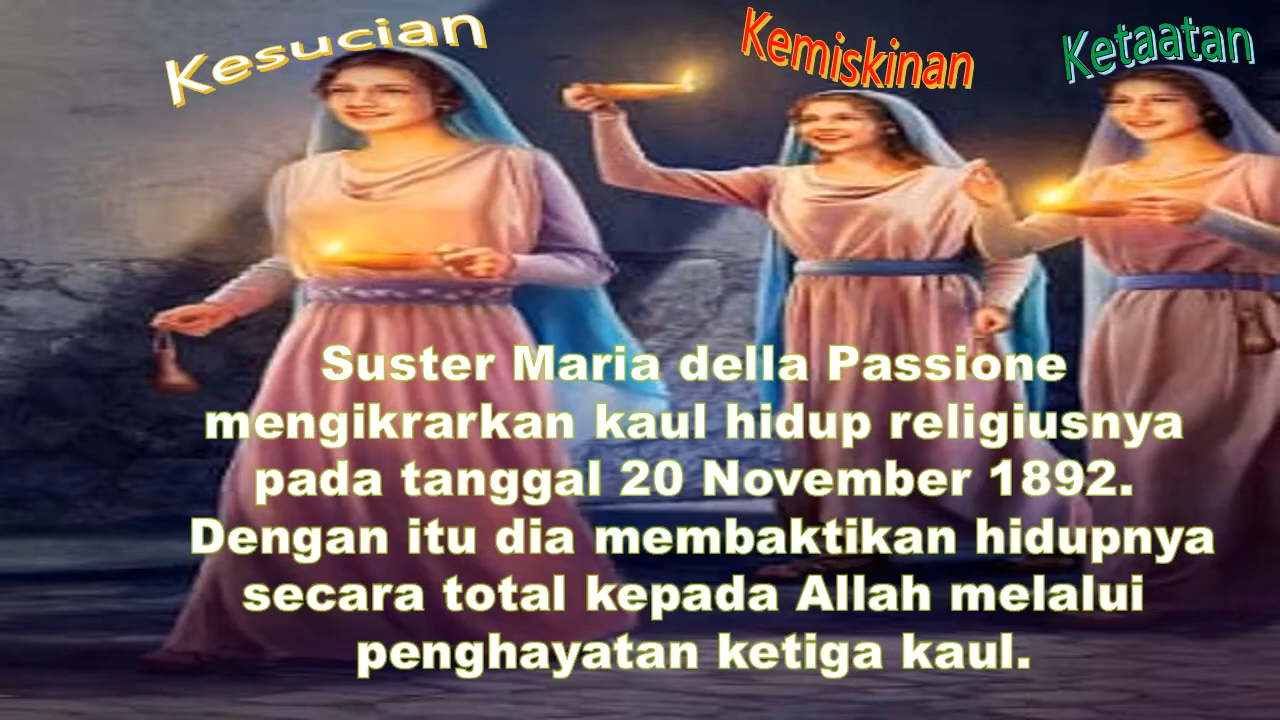 Kesucian
Kemiskinan
Ketaatan
Suster Maria della Passione
mengikrarkan kaul hidup religiusnya
pada tanggal 20 November 1892.
Dengan itu dia membaktikan hidupnya
secara total kepada Allah melalui
penghayatan ketiga kaul.